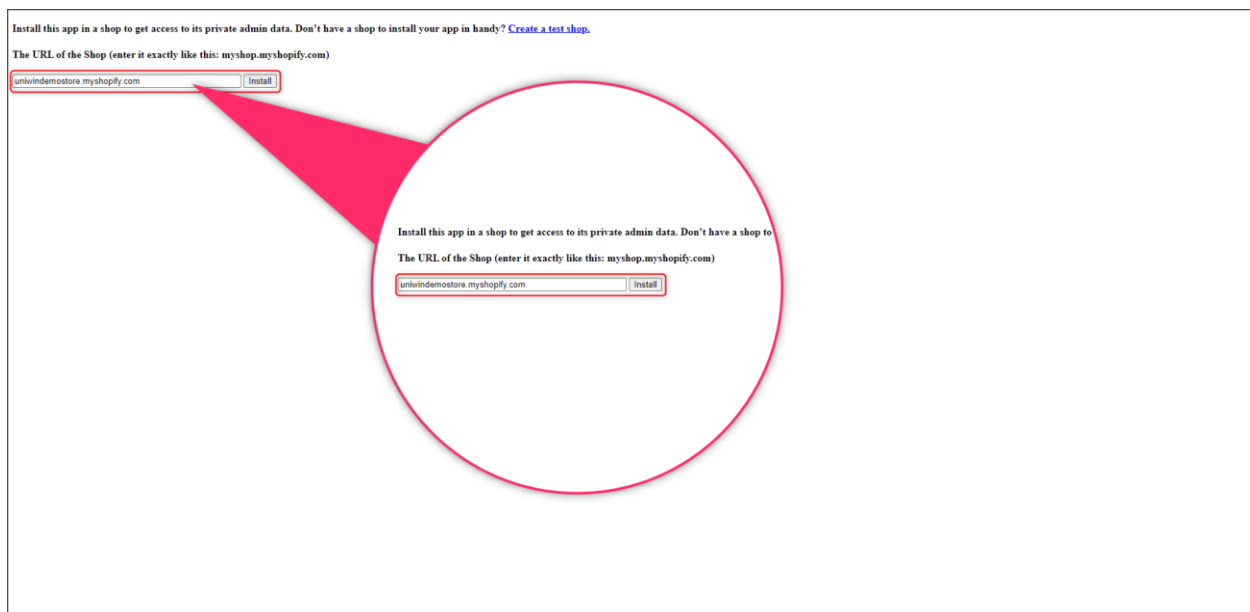 Install this app in a shop to get access to its private admin data. Don't have a shop to install your app in handy? Create a test shop.
The URL of the Shop (enter it exactly like this: myshop.myshopify.com)
uniwindemostore.myshopify.com Install
Install this app in a shop to get access to its private admin data. Don't have a shop to
The URL of the Shop (enter it exactly like this: myshop.myshopify.com)
uniwindemostore.myshopify.com Install